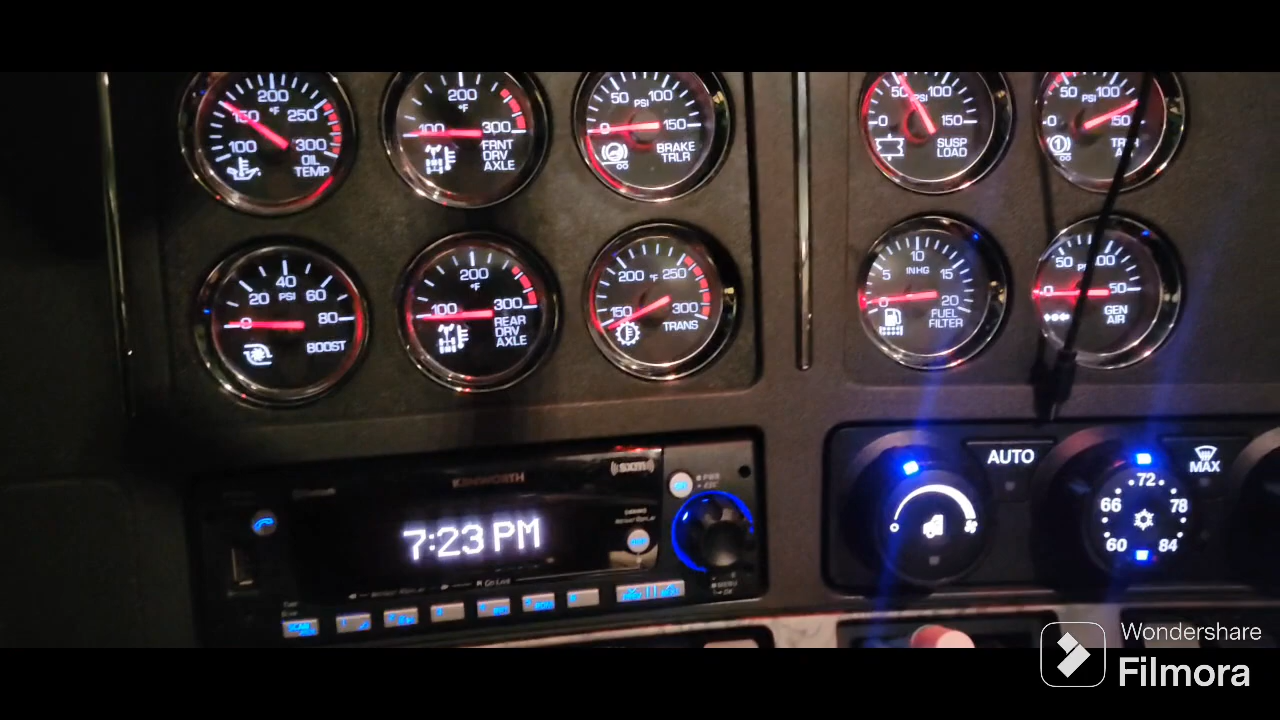 200
°F
150
250
100
300
OIL
TEMP
200
°F
100
300
FRNT
DRV
AXLE
50
PSI
100
0
150
BRAKE
TRLR
50
PSI
100
0
150
SUSP
LOAD
50
100
0
(1)
40
20 PSI 60
0
80
BOOST
200
°F
100
300
REAR
DRV
AXLE
200 °F 250
150
300
TRANS
10
5 INHG 15
0
20
FUEL
FILTER
50
0
GEN
AIR
KENWORTH
((SXM))
7:23 PM
AUTO
MAX
72
66
78
60
84
Wondershare
Filmora